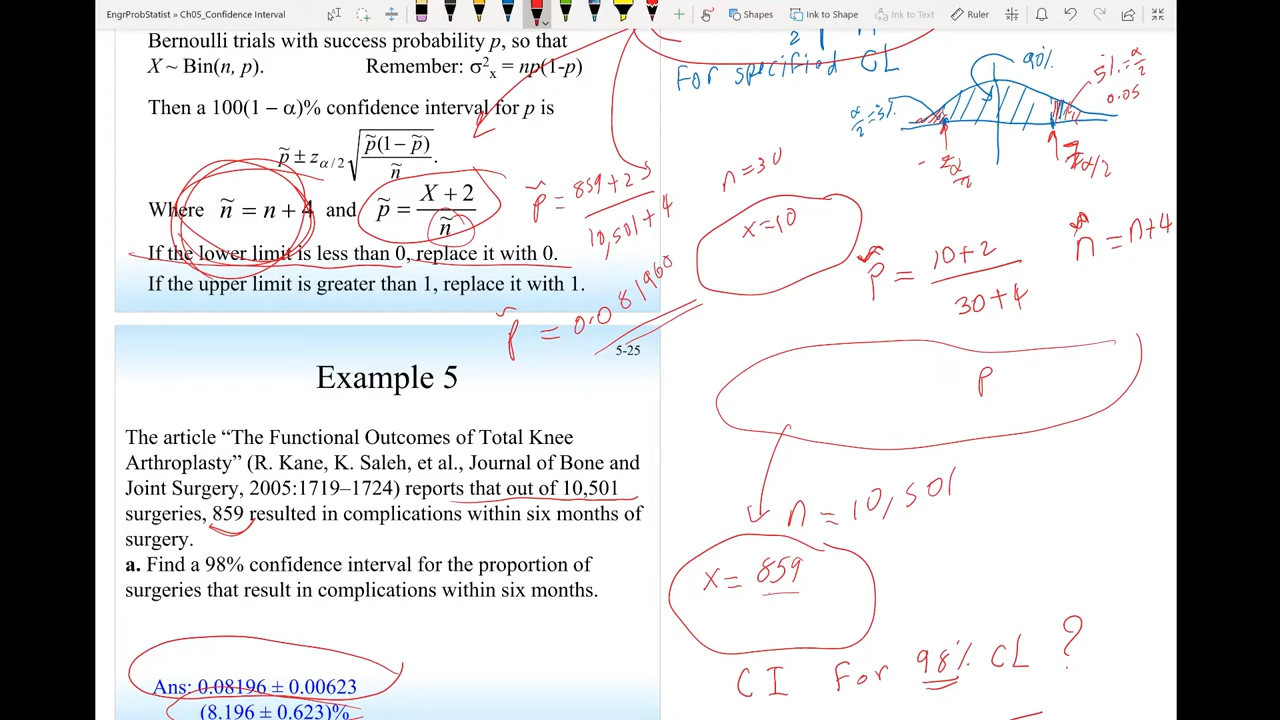 EngrProbStatist » Ch05_Confidence Interval
Shapes
Ink to Shape
Ink to Text
Ruler
Bernoulli trials with success probability p, so that
X ~ Bin(n, p). Remember: σ²ₓ = np(1-p)
Then a 100(1 − α)% confidence interval for p is
p̃ ± z_{α/2} √(p̃(1 − p̃)/ñ).
Where ñ = n + 4 and p̃ = (X + 2)/ñ
If the lower limit is less than 0, replace it with 0.
If the upper limit is greater than 1, replace it with 1.
5-25
p̃ = (859+2)/(10,501+4)
p̃ = 0.081960
Example 5
The article “The Functional Outcomes of Total Knee
Arthroplasty” (R. Kane, K. Saleh, et al., Journal of Bone and
Joint Surgery, 2005:1719–1724) reports that out of 10,501
surgeries, 859 resulted in complications within six months of
surgery.
a. Find a 98% confidence interval for the proportion of
surgeries that result in complications within six months.
Ans: 0.08196 ± 0.00623
(8.196 ± 0.623)%
For specified CL
90%
5% = α/2
0.05
α/2 = 5%
-z α/2
Zα/2
n=30
x=10
p̃ = (10+2)/(30+4)
ñ = n+4
p
n = 10,501
x = 859
CI For 98% CL ?